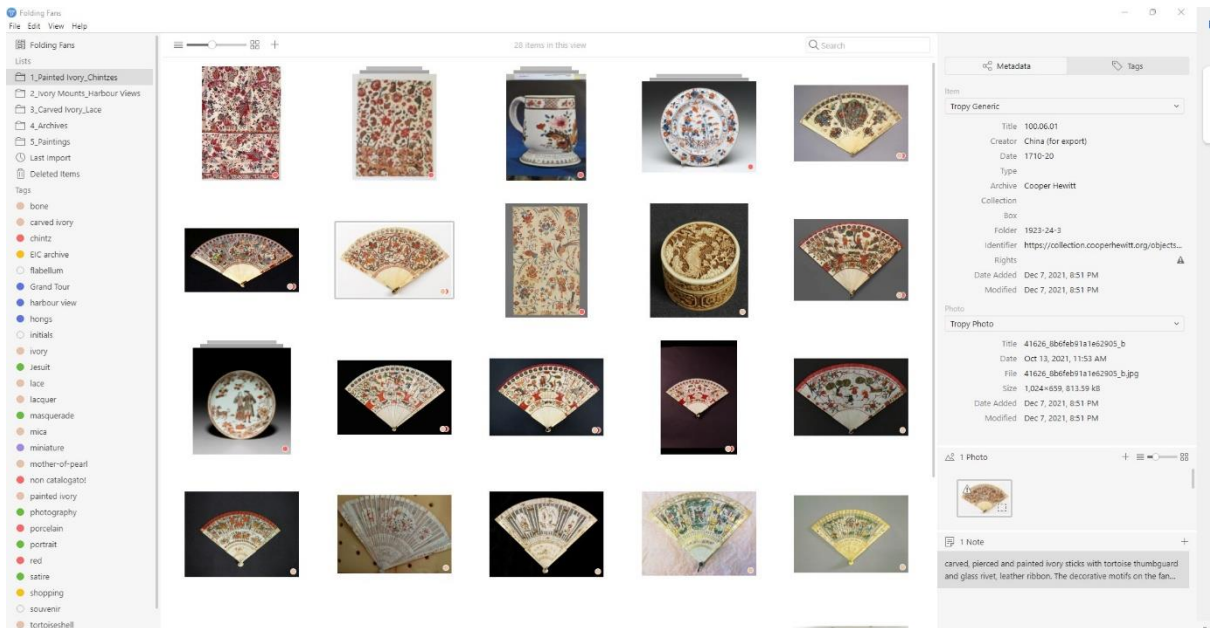 Folding Fans
File Edit View Help
Folding Fans
Lists
1_Painted Ivory_Chintzes
2_Ivory Mounts_Harbour Views
3_Carved Ivory_Lace
4_Archives
5_Paintings
Last Import
Deleted Items
Tags
bone
carved ivory
chintz
EIC archive
flabellum
Grand Tour
harbour view
hongs
initials
ivory
Jesuit
lace
lacquer
masquerade
mica
miniature
mother-of-pearl
non catalogato!
painted ivory
photography
porcelain
portrait
red
satire
shopping
souvenir
tortoiseshell
28 items in this view
Search
Metadata
Tags
Item
Tropy Generic
Title 100.06.01
Creator China (for export)
Date 1710-20
Type
Archive Cooper Hewitt
Collection
Box
Folder 1923-24-3
Identifier https://collection.cooperhewitt.org/objects...
Rights
Date Added Dec 7, 2021, 8:51 PM
Modified Dec 7, 2021, 8:51 PM
Photo
Tropy Photo
Title 41626_8b6feb91a1e62905_b
Date Oct 13, 2021, 11:53 AM
File 41626_8b6feb91a1e62905_b.jpg
Size 1,024×659, 813.59 kB
Date Added Dec 7, 2021, 8:51 PM
Modified Dec 7, 2021, 8:51 PM
1 Photo
1 Note
carved, pierced and painted ivory sticks with tortoise thumbguard
and glass rivet, leather ribbon. The decorative motifs on the fan...